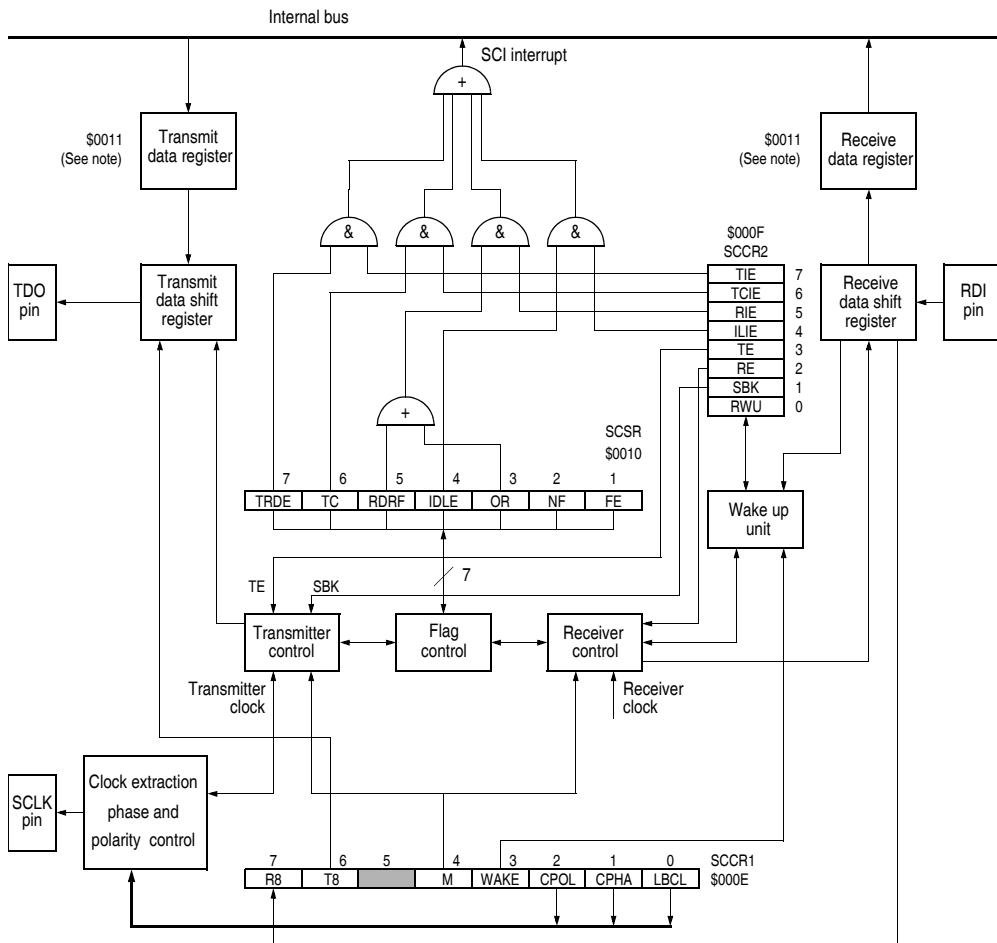 Internal bus
SCI interrupt
+
$0011
(See note)
Transmit
data register
$0011
(See note)
Receive
data register
&
&
&
&
$000F
SCCR2
TDO
pin
Transmit
data shift
register
TIE 7
TCIE 6
RIE 5
ILIE 4
TE 3
RE 2
SBK 1
RWU 0
Receive
data shift
register
RDI
pin
+
SCSR
$0010
7 6 5 4 3 2 1
TRDE TC RDRF IDLE OR NF FE
Wake up
unit
7
TE
SBK
Transmitter
control
Flag
control
Receiver
control
Transmitter
clock
Receiver
clock
SCLK
pin
Clock extraction
phase and
polarity control
7 6 5 4 3 2 1 0
SCCR1
R8 T8 M WAKE CPOL CPHA LBCL
$000E